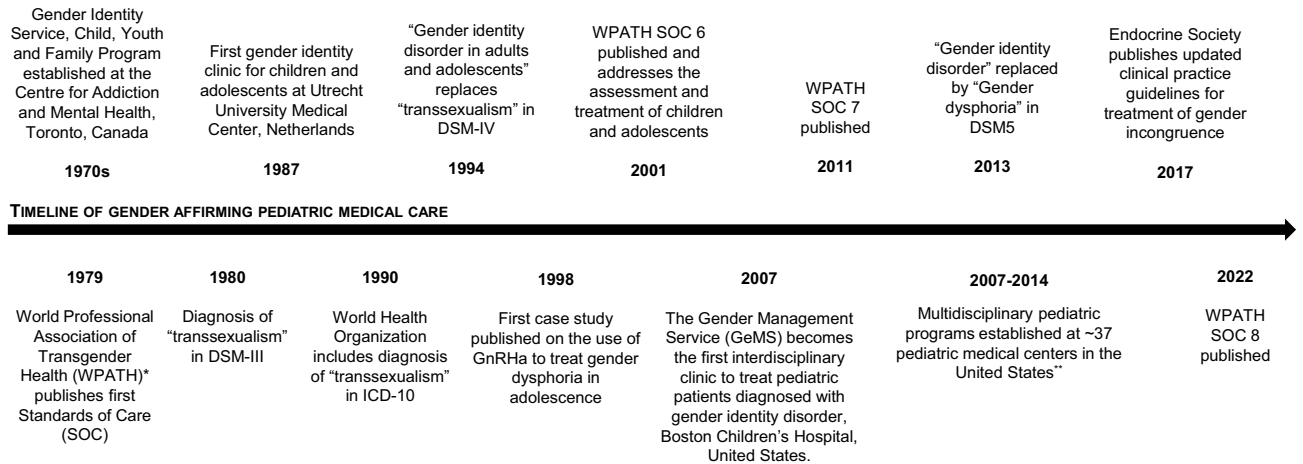 Gender Identity
Service, Child, Youth
and Family Program
established at the
Centre for Addiction
and Mental Health,
Toronto, Canada
1970s
First gender identity
clinic for children and
adolescents at Utrecht
University Medical
Center, Netherlands
1987
“Gender identity
disorder in adults
and adolescents”
replaces
“transsexualism” in
DSM-IV
1994
WPATH SOC 6
published and
addresses the
assessment and
treatment of children
and adolescents
2001
WPATH
SOC 7
published
2011
“Gender identity
disorder” replaced
by “Gender
dysphoria” in
DSM5
2013
Endocrine Society
publishes updated
clinical practice
guidelines for
treatment of gender
incongruence
2017
TIMELINE OF GENDER AFFIRMING PEDIATRIC MEDICAL CARE
1979
World Professional
Association of
Transgender
Health (WPATH)*
publishes first
Standards of Care
(SOC)
1980
Diagnosis of
“transsexualism”
in DSM-III
1990
World Health
Organization
includes diagnosis
of “transsexualism”
in ICD-10
1998
First case study
published on the use of
GnRHa to treat gender
dysphoria in
adolescence
2007
The Gender Management
Service (GeMS) becomes
the first interdisciplinary
clinic to treat pediatric
patients diagnosed with
gender identity disorder,
Boston Children’s Hospital,
United States.
2007-2014
Multidisciplinary pediatric
programs established at ~37
pediatric medical centers in the
United States**
2022
WPATH
SOC 8
published